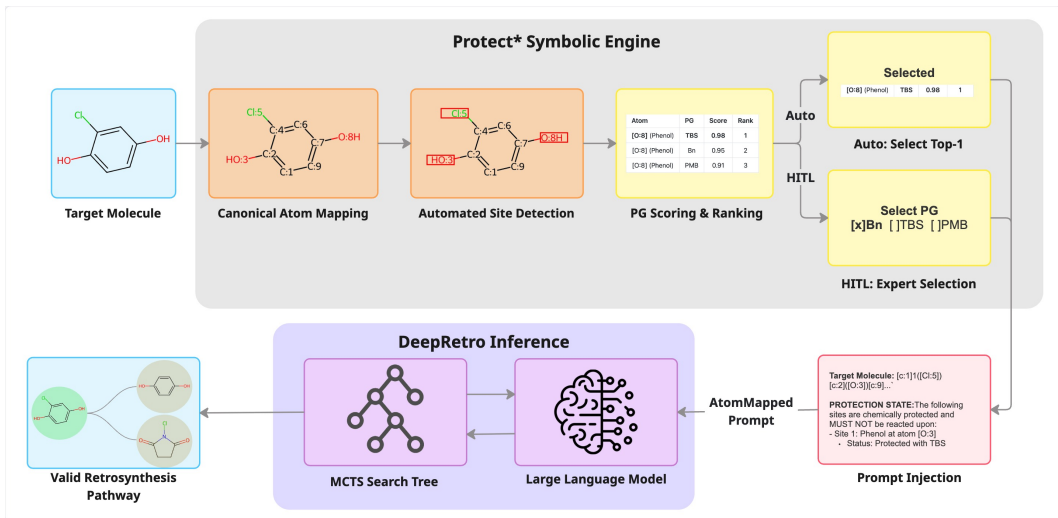 Protect* Symbolic Engine
Cl
OH
HO
Target Molecule
Cl:5
C:6
C:4
O:8H
C:7
HO:3
C:2
C:9
C:1
Canonical Atom Mapping
Cl:5
C:6
C:4
O:8H
C:7
HO:3
C:2
C:9
C:1
Automated Site Detection
Atom PG Score Rank
[O:8] (Phenol) TBS 0.98 1
[O:8] (Phenol) Bn 0.95 2
[O:8] (Phenol) PMB 0.91 3
PG Scoring & Ranking
Auto
HITL
Selected
[O:8] (Phenol) TBS 0.98 1
Auto: Select Top-1
Select PG
[x]Bn [ ]TBS [ ]PMB
HITL: Expert Selection
DeepRetro Inference
MCTS Search Tree
Large Language Model
AtomMapped
Prompt
Target Molecule: [c:1]1([Cl:5])
[c:2]([O:3])[c:9]...`
PROTECTION STATE:The following
sites are chemically protected and
MUST NOT be reacted upon:
- Site 1: Phenol at atom [O:3]
- Status: Protected with TBS
Prompt Injection
Cl
OH
HO
HO
OH
Cl
N
O
O
Valid Retrosynthesis
Pathway